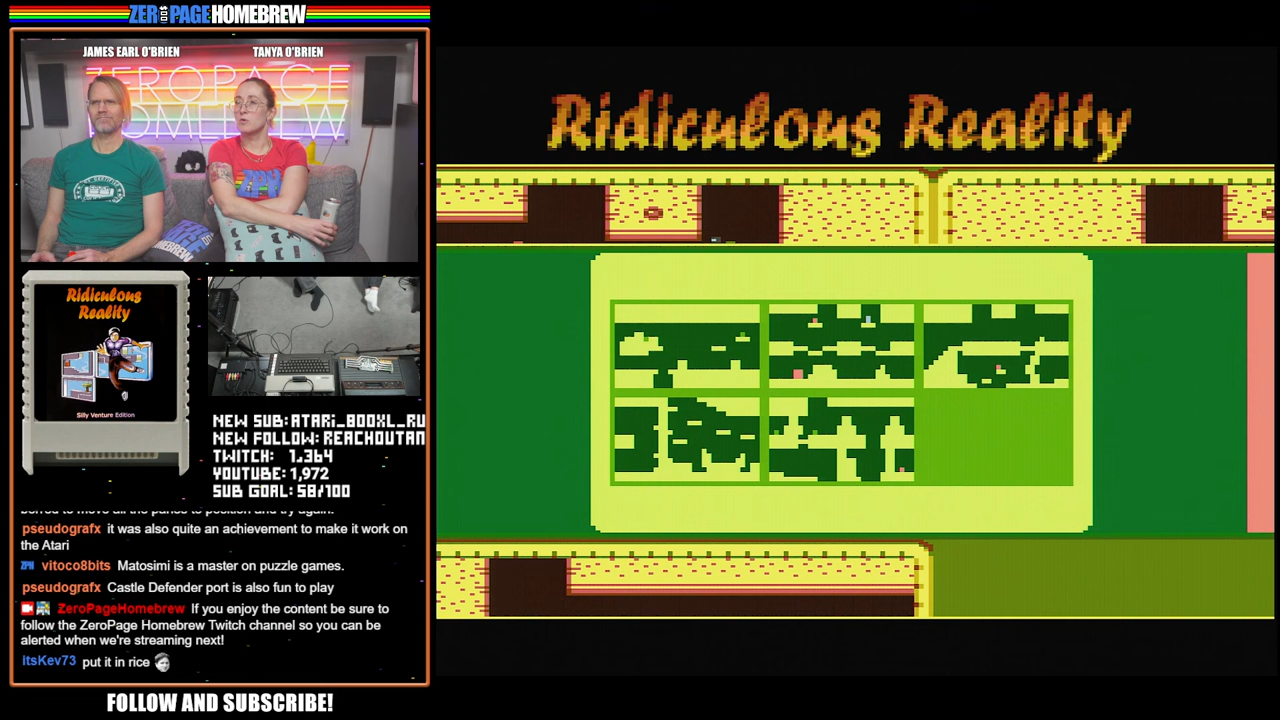 ZEROPAGE HOMEBREW
JAMES EARL O'BRIEN
TANYA O'BRIEN
ZEROPAGE
HOMEBREW
Ridiculous Reality
Ridiculous
Reality
Silly Venture Edition
NEW SUB: ATARI_800XL_RU
NEW FOLLOW: REACHOUTAN
TWITCH: 1,364
YOUTUBE: 1,972
SUB GOAL: 58/100
pseudografx it was also quite an achievement to make it work on
the Atari
vitoco8bits Matosimi is a master on puzzle games.
pseudografx Castle Defender port is also fun to play
ZeroPageHomebrew If you enjoy the content be sure to
follow the ZeroPage Homebrew Twitch channel so you can be
alerted when we're streaming next!
itsKev73 put it in rice
FOLLOW AND SUBSCRIBE!